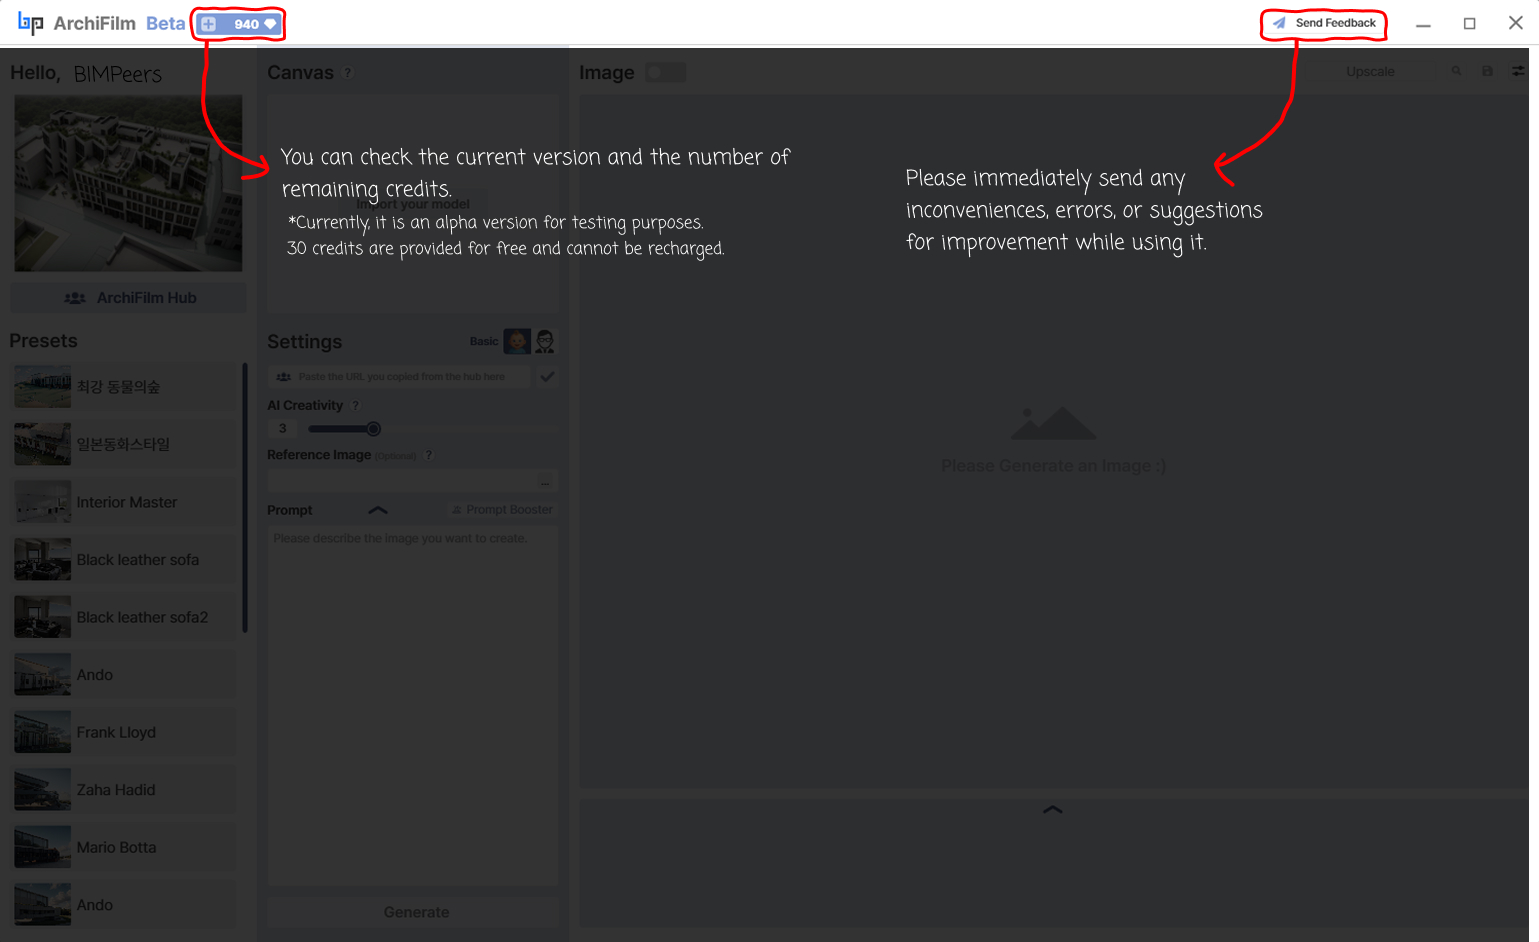 bp ArchiFilm Beta 940 Send Feedback
Hello, BIMPeers
Canvas ?
Image
Upscale
You can check the current version and the number of
remaining credits.
Import your model
*Currently, it is an alpha version for testing purposes.
30 credits are provided for free and cannot be recharged.
Please immediately send any
inconveniences, errors, or suggestions
for improvement while using it.
ArchiFilm Hub
Presets
최강 동물의숲
일본동화스타일
Interior Master
Black leather sofa
Black leather sofa2
Ando
Frank Lloyd
Zaha Hadid
Mario Botta
Ando
Settings
Basic
Paste the URL you copied from the hub here
AI Creativity ?
3
Reference Image (Optional) ?
...
Prompt
Prompt Booster
Please describe the image you want to create.
Generate
Please Generate an Image :)